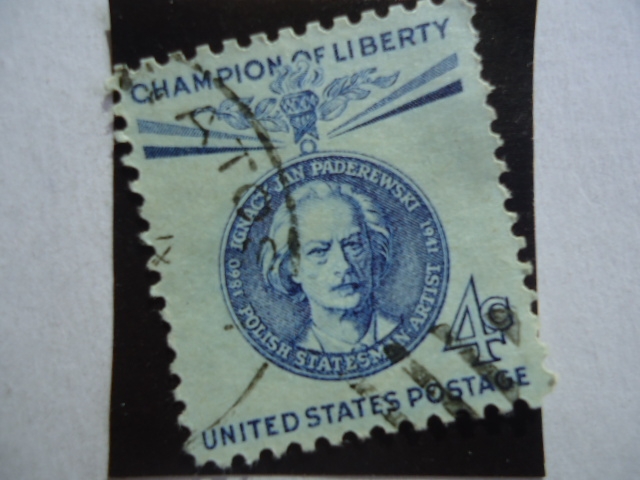 CHAMPION OF LIBERTY
1860 IGNACY JAN PADEREWSKI 1941
POLISH STATESMAN ARTIST
4c
UNITED STATES POSTAGE